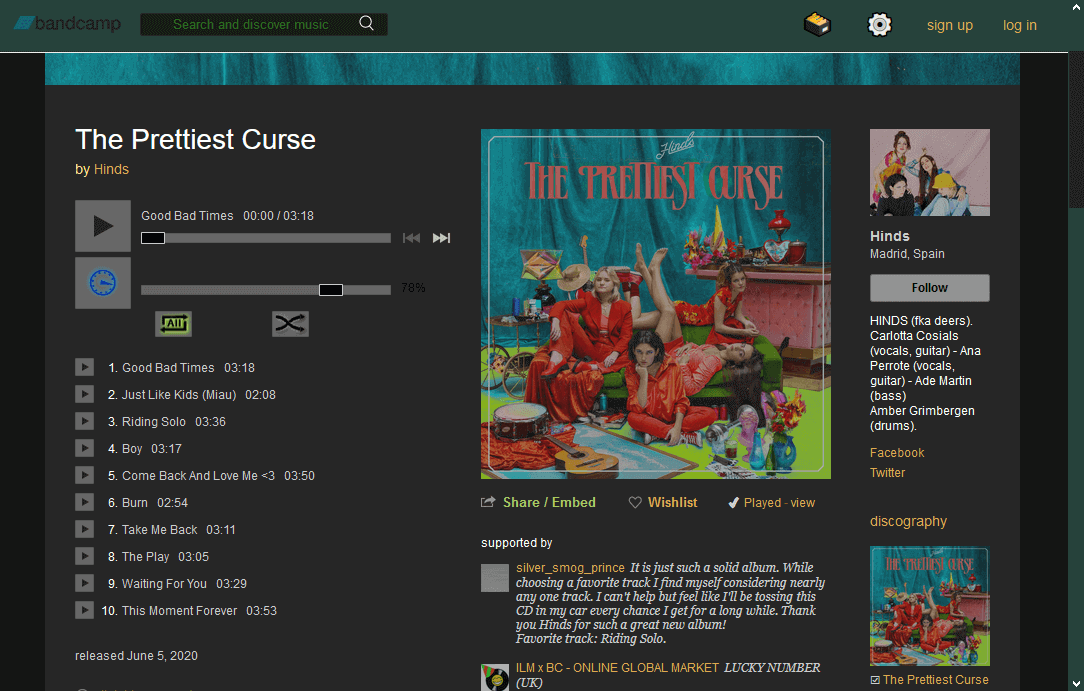 bandcamp
Search and discover music
sign up
log in
The Prettiest Curse
by Hinds
Good Bad Times 00:00 / 03:18
78%
All
1. Good Bad Times 03:18
2. Just Like Kids (Miau) 02:08
3. Riding Solo 03:36
4. Boy 03:17
5. Come Back And Love Me <3 03:50
6. Burn 02:54
7. Take Me Back 03:11
8. The Play 03:05
9. Waiting For You 03:29
10. This Moment Forever 03:53
released June 5, 2020
Hinds
THE PRETTIEST CURSE
Share / Embed
Wishlist
Played - view
supported by
silver_smog_prince It is just such a solid album. While
choosing a favorite track I find myself considering nearly
any one track. I can't help but feel like I'll be tossing this
CD in my car every chance I get for a long while. Thank
you Hinds for such a great new album!
Favorite track: Riding Solo.
ILM x BC - ONLINE GLOBAL MARKET LUCKY NUMBER
(UK)
Hinds
Madrid, Spain
Follow
HINDS (fka deers).
Carlotta Cosials
(vocals, guitar) - Ana
Perrote (vocals,
guitar) - Ade Martin
(bass)
Amber Grimbergen
(drums).
Facebook
Twitter
discography
THE PRETTIEST CURSE
The Prettiest Curse